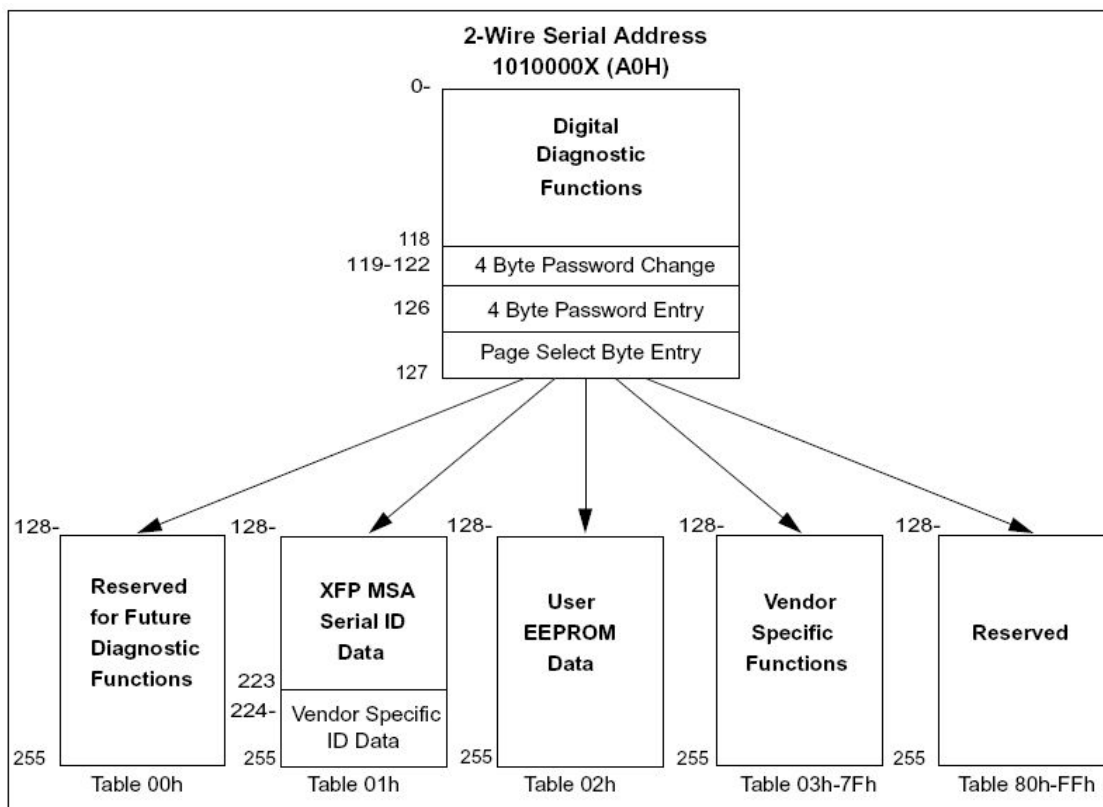 2-Wire Serial Address
1010000X (A0H)
0-
Digital
Diagnostic
Functions
118
119-122
4 Byte Password Change
126
4 Byte Password Entry
Page Select Byte Entry
127
128-
Reserved
for Future
Diagnostic
Functions
255
Table 00h
128-
XFP MSA
Serial ID
Data
223
224-
Vendor Specific
ID Data
255
Table 01h
128-
User
EEPROM
Data
255
Table 02h
128-
Vendor
Specific
Functions
255
Table 03h-7Fh
128-
Reserved
255
Table 80h-FFh